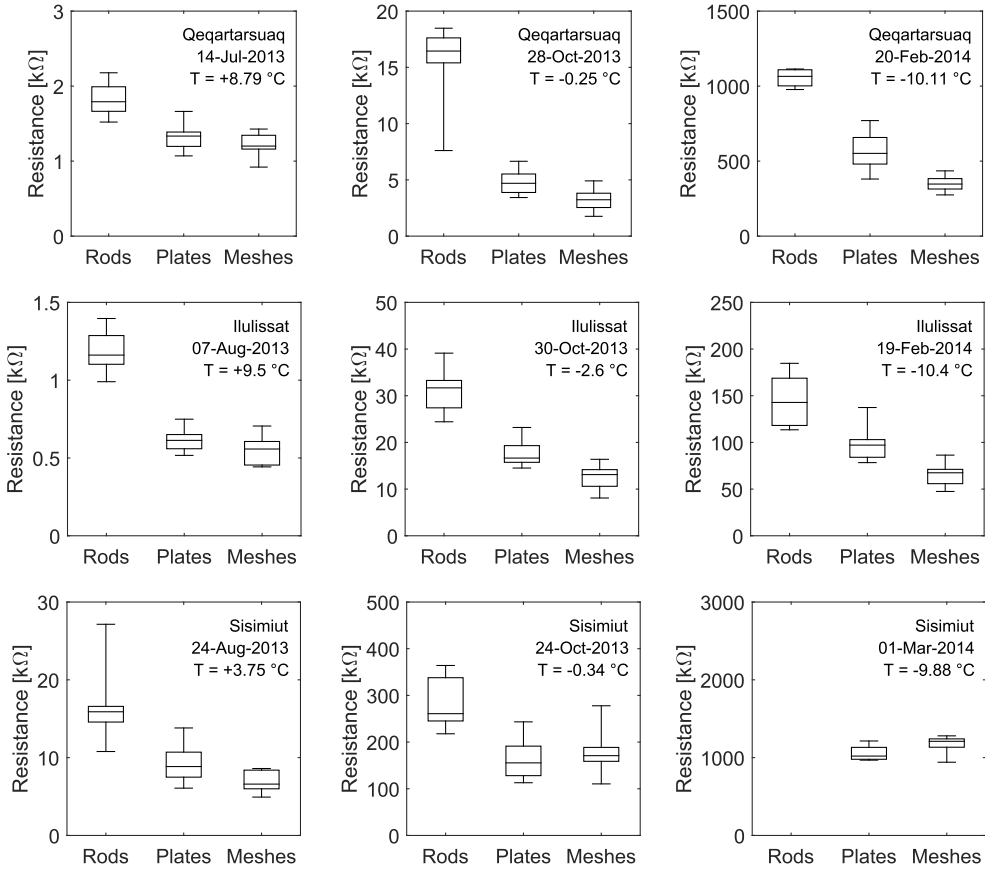 3
2
1
0
Resistance [kΩ]
Qeqartarsuaq
14-Jul-2013
T = +8.79 °C
Rods Plates Meshes
20
15
10
5
0
Resistance [kΩ]
Qeqartarsuaq
28-Oct-2013
T = -0.25 °C
Rods Plates Meshes
1500
1000
500
0
Resistance [kΩ]
Qeqartarsuaq
20-Feb-2014
T = -10.11 °C
Rods Plates Meshes
1.5
1
0.5
0
Resistance [kΩ]
Ilulissat
07-Aug-2013
T = +9.5 °C
Rods Plates Meshes
50
40
30
20
10
0
Resistance [kΩ]
Ilulissat
30-Oct-2013
T = -2.6 °C
Rods Plates Meshes
250
200
150
100
50
0
Resistance [kΩ]
Ilulissat
19-Feb-2014
T = -10.4 °C
Rods Plates Meshes
30
20
10
0
Resistance [kΩ]
Sisimiut
24-Aug-2013
T = +3.75 °C
Rods Plates Meshes
500
400
300
200
100
0
Resistance [kΩ]
Sisimiut
24-Oct-2013
T = -0.34 °C
Rods Plates Meshes
3000
2000
1000
0
Resistance [kΩ]
Sisimiut
01-Mar-2014
T = -9.88 °C
Rods Plates Meshes